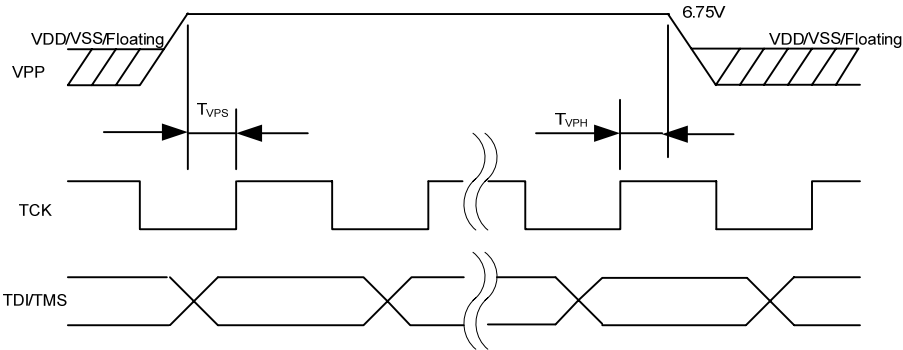 6.75V
VDD/VSS/Floating
VDD/VSS/Floating
VPP
TVPS
TVPH
TCK
TDI/TMS